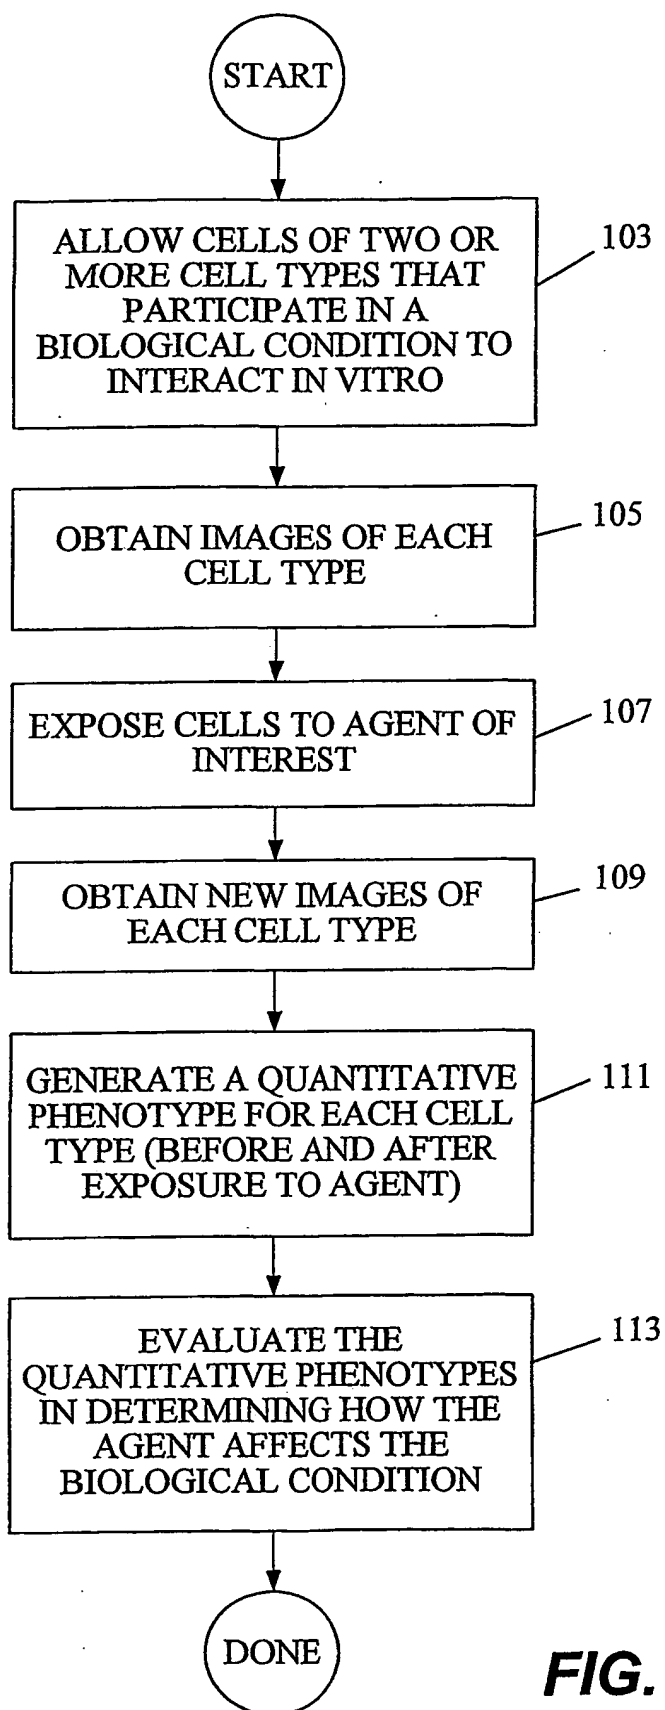 START
ALLOW CELLS OF TWO OR
MORE CELL TYPES THAT
PARTICIPATE IN A
BIOLOGICAL CONDITION TO
INTERACT IN VITRO
103
OBTAIN IMAGES OF EACH
CELL TYPE
105
EXPOSE CELLS TO AGENT OF
INTEREST
107
OBTAIN NEW IMAGES OF
EACH CELL TYPE
109
GENERATE A QUANTITATIVE
PHENOTYPE FOR EACH CELL
TYPE (BEFORE AND AFTER
EXPOSURE TO AGENT)
111
EVALUATE THE
QUANTITATIVE PHENOTYPES
IN DETERMINING HOW THE
AGENT AFFECTS THE
BIOLOGICAL CONDITION
113
DONE
FIG.